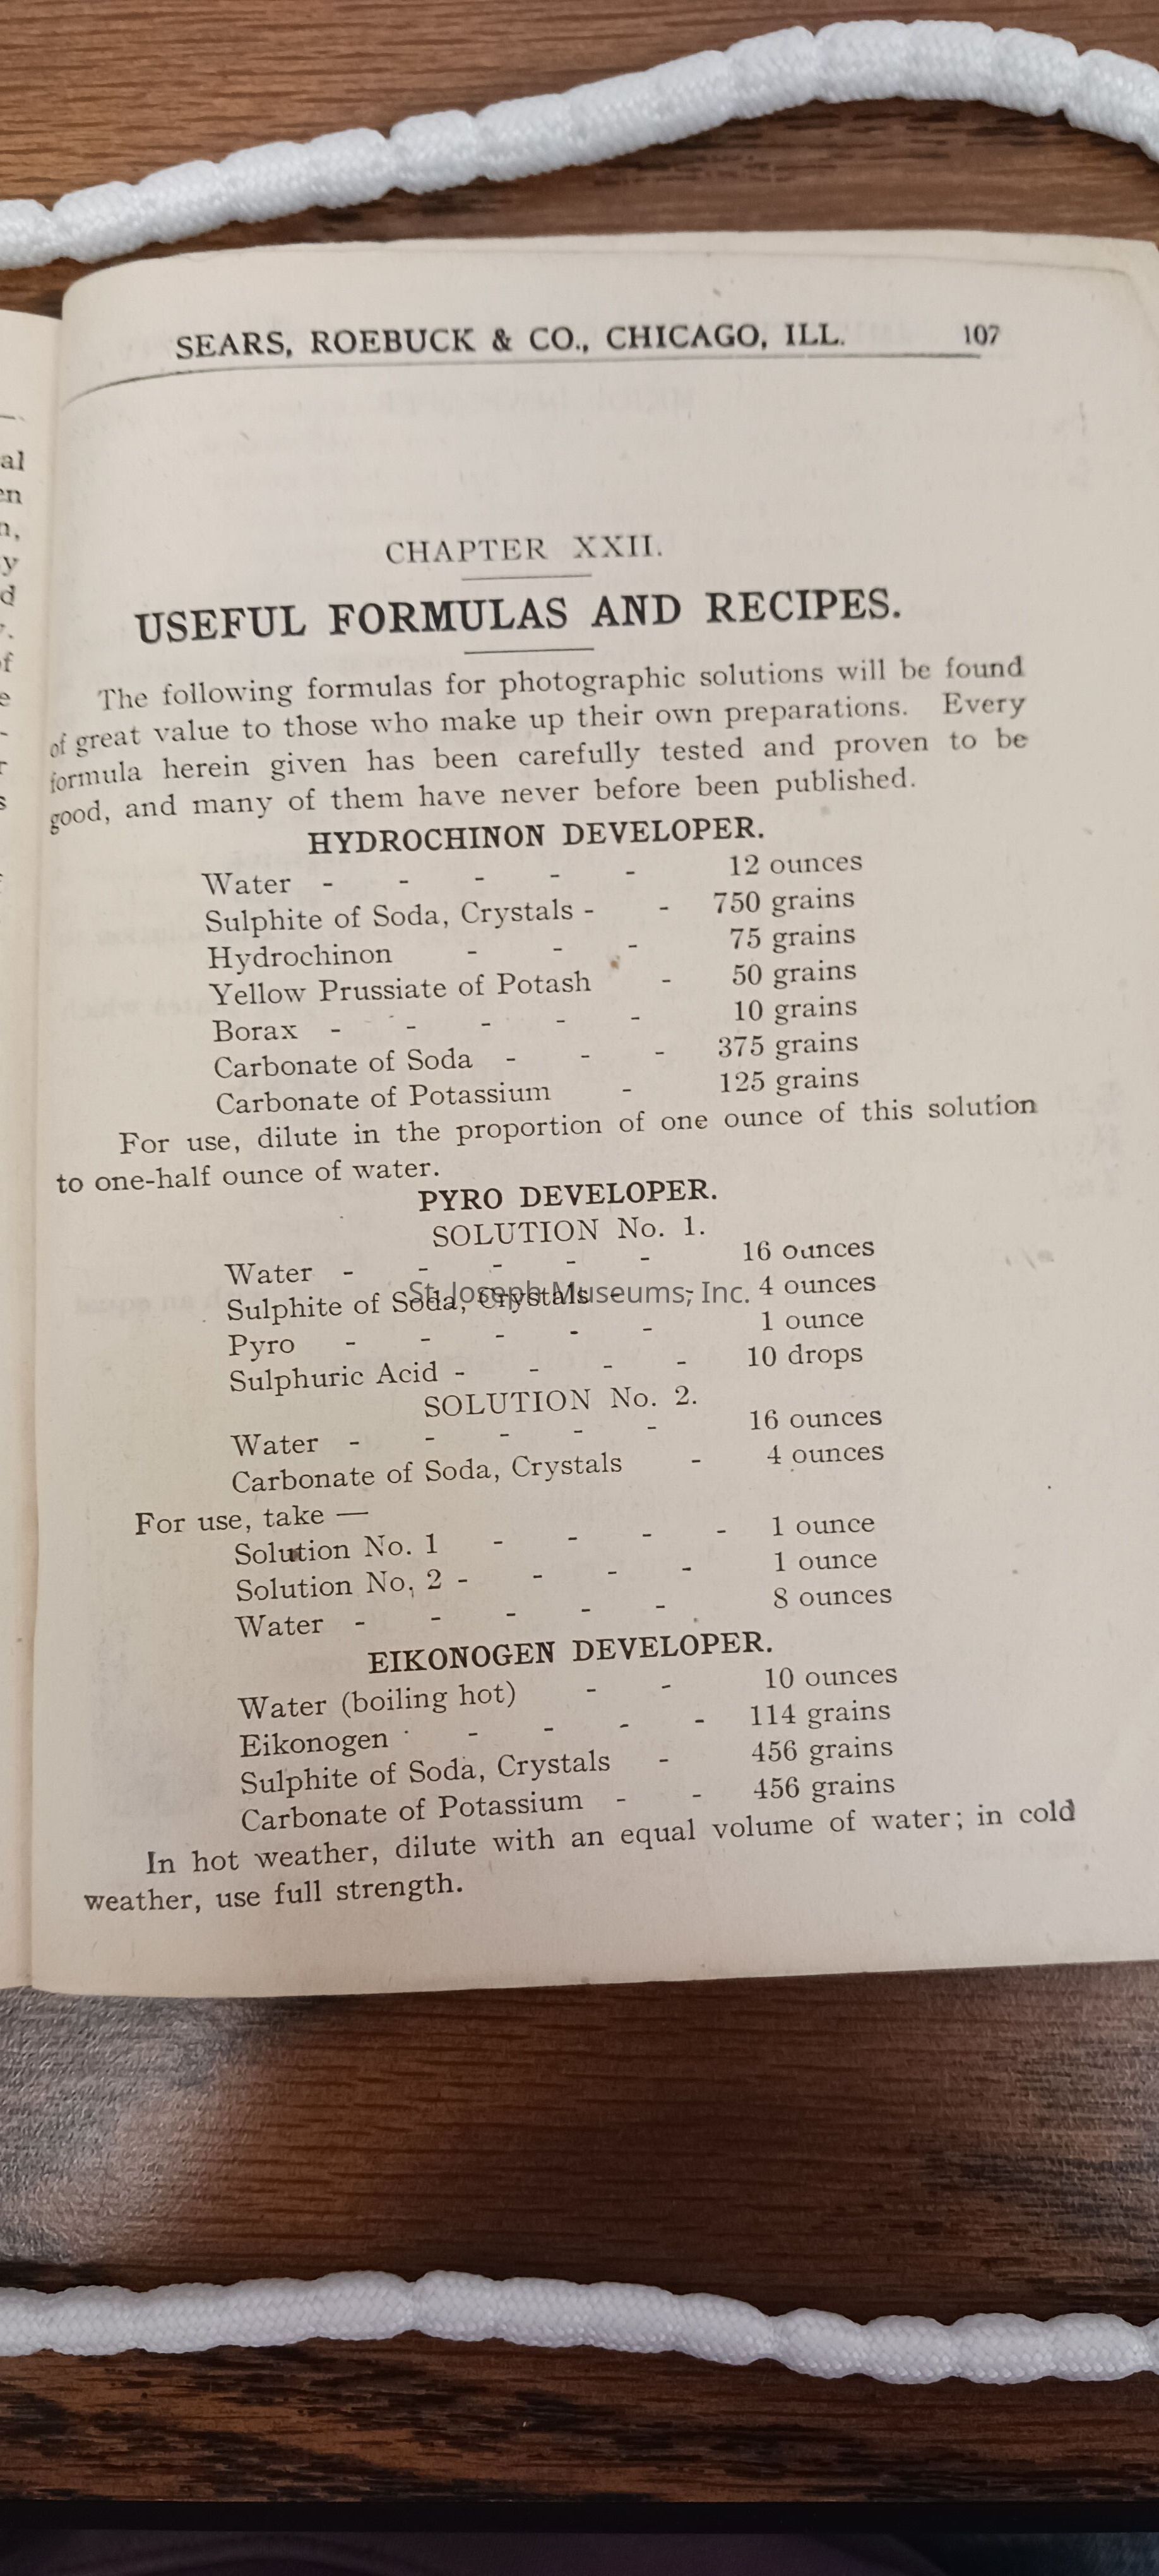 SEARS, ROEBUCK & CO., CHICAGO, ILL. 107
CHAPTER XXII.
USEFUL FORMULAS AND RECIPES.
The following formulas for photographic solutions will be found
of great value to those who make up their own preparations. Every
formula herein given has been carefully tested and proven to be
good, and many of them have never before been published.
HYDROCHINON DEVELOPER.
Water - - - - - 12 ounces
Sulphite of Soda, Crystals - - 750 grains
Hydrochinon - - - 75 grains
Yellow Prussiate of Potash - 50 grains
Borax - - - - - 10 grains
Carbonate of Soda - - - 375 grains
Carbonate of Potassium - 125 grains
For use, dilute in the proportion of one ounce of this solution
to one-half ounce of water.
PYRO DEVELOPER.
SOLUTION No. 1.
Water - - - - - 16 ounces
Sulphite of Soda, Crystals - - 4 ounces
St. Joseph Museums, Inc.
Pyro - - - - - 1 ounce
Sulphuric Acid - - - - 10 drops
SOLUTION No. 2.
Water - - - - - 16 ounces
Carbonate of Soda, Crystals - 4 ounces
For use, take —
Solution No. 1 - - - - 1 ounce
Solution No. 2 - - - - 1 ounce
Water - - - - - 8 ounces
EIKONOGEN DEVELOPER.
Water (boiling hot) - - 10 ounces
Eikonogen - - - - 114 grains
Sulphite of Soda, Crystals - 456 grains
Carbonate of Potassium - - 456 grains
In hot weather, dilute with an equal volume of water; in cold
weather, use full strength.